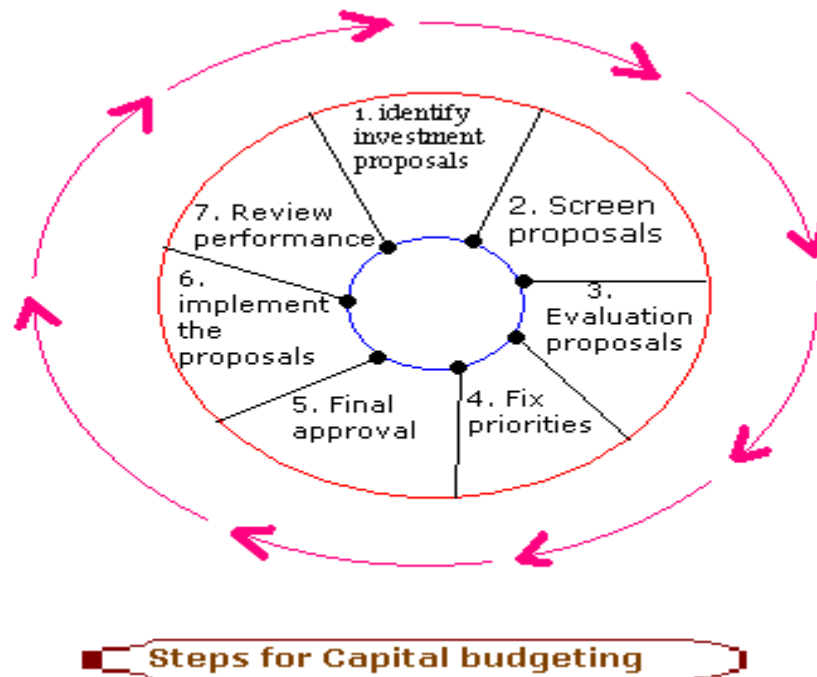 1. identify
investment
proposals
2. Screen
proposals
3.
Evaluation
proposals
4. Fix
priorities
5. Final
approval
6.
implement
the
proposals
7. Review
performance
Steps for Capital budgeting